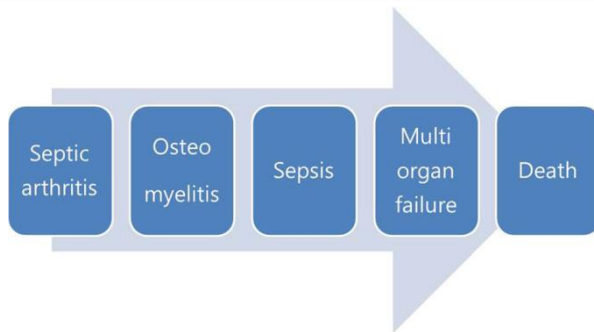 Septic
arthritis
Osteo
myelitis
Sepsis
Multi
organ
failure
Death